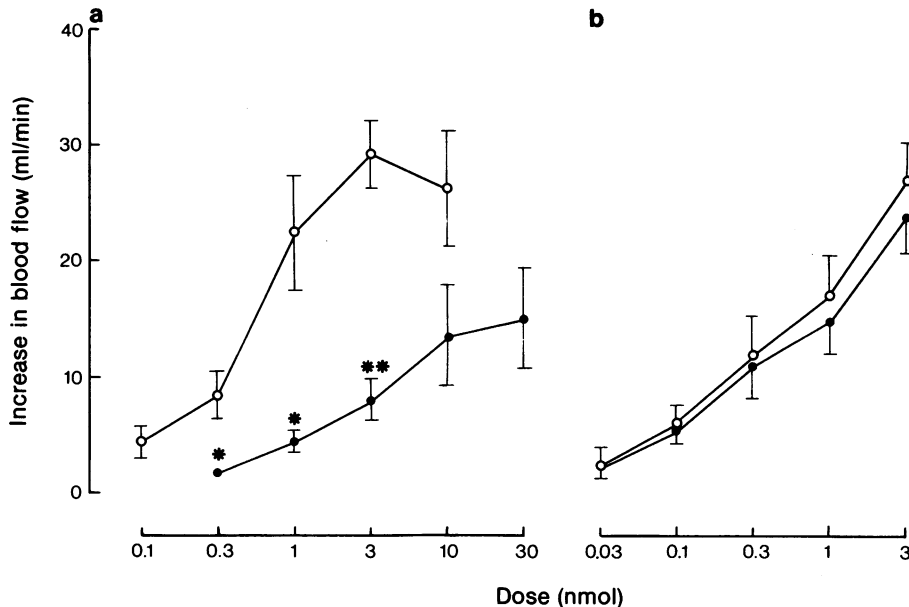 a
b
Increase in blood flow (ml/min)
40
30
20
10
0
*
*
**
0.1 0.3 1 3 10 30
0.03 0.1 0.3 1 3
Dose (nmol)